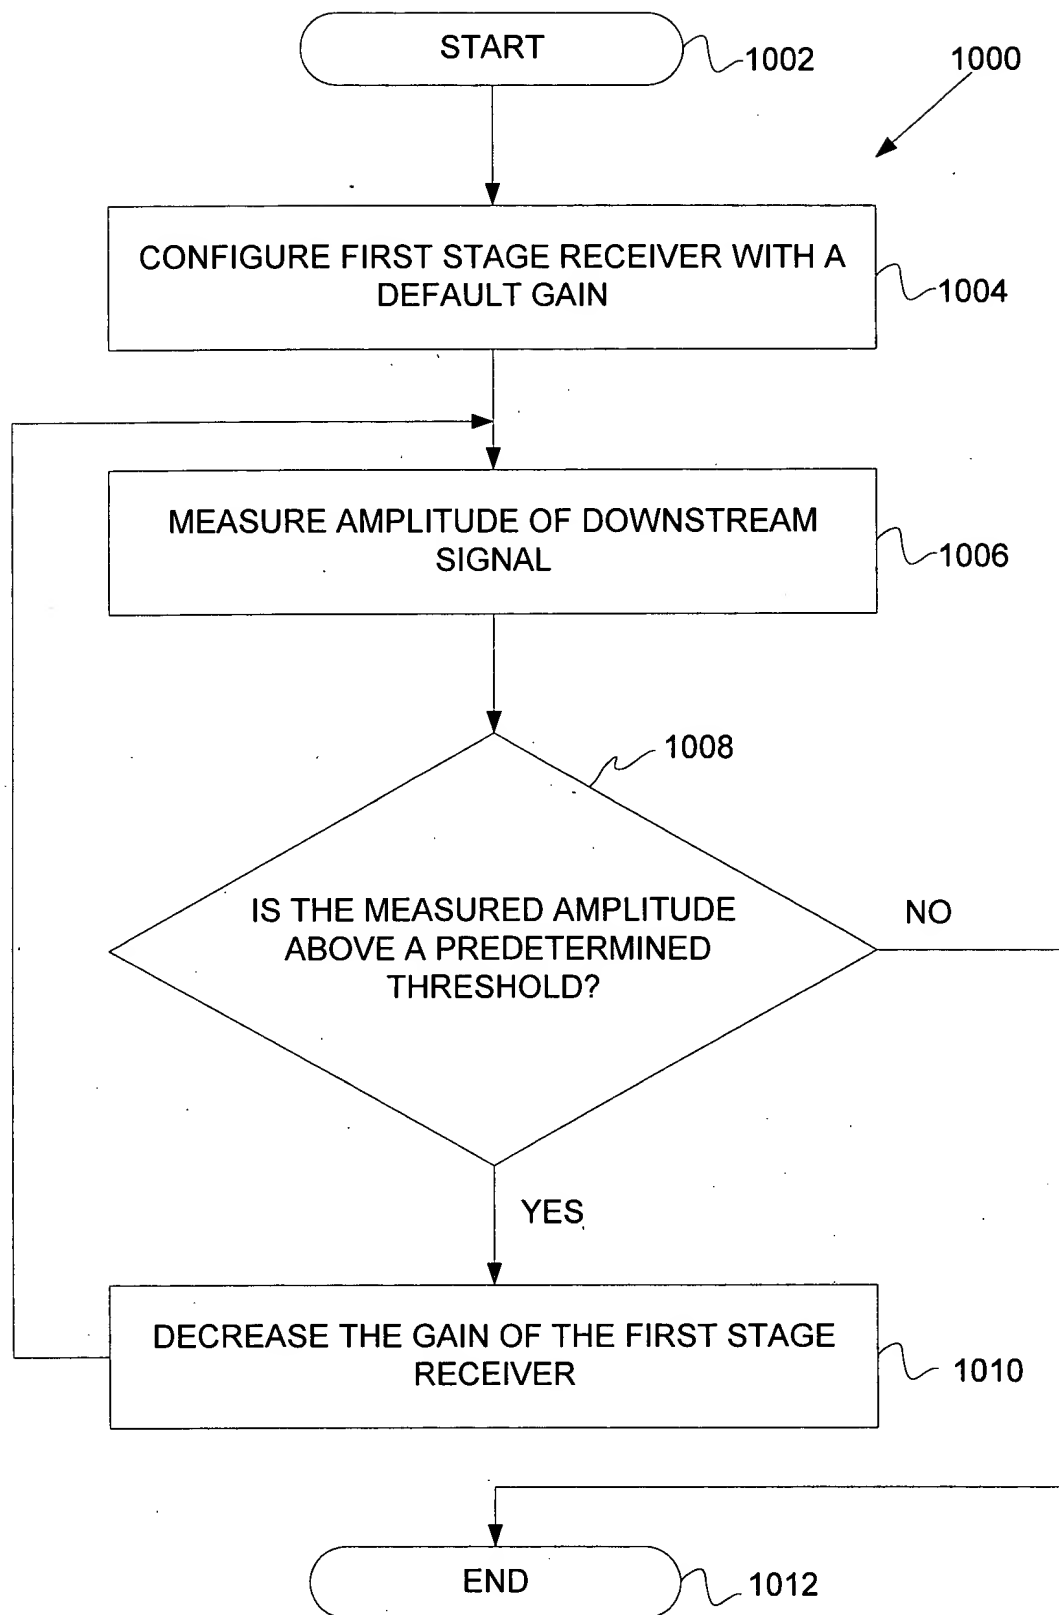 START
1002
1000
CONFIGURE FIRST STAGE RECEIVER WITH A
DEFAULT GAIN
1004
MEASURE AMPLITUDE OF DOWNSTREAM
SIGNAL
1006
1008
IS THE MEASURED AMPLITUDE
ABOVE A PREDETERMINED
THRESHOLD?
NO
YES
DECREASE THE GAIN OF THE FIRST STAGE
RECEIVER
1010
END
1012